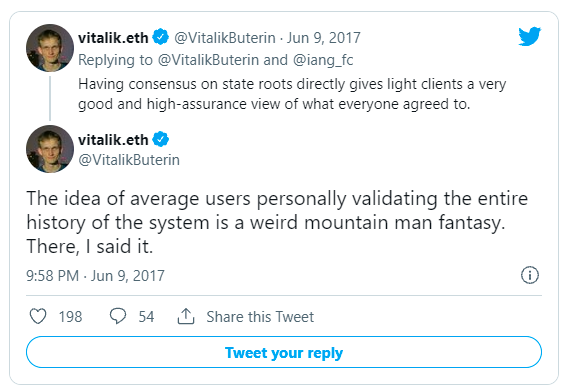 vitalik.eth @VitalikButerin · Jun 9, 2017
Replying to @VitalikButerin and @iang_fc
Having consensus on state roots directly gives light clients a very
good and high-assurance view of what everyone agreed to.
vitalik.eth
@VitalikButerin
The idea of average users personally validating the entire
history of the system is a weird mountain man fantasy.
There, I said it.
9:58 PM · Jun 9, 2017
198 54 Share this Tweet
Tweet your reply